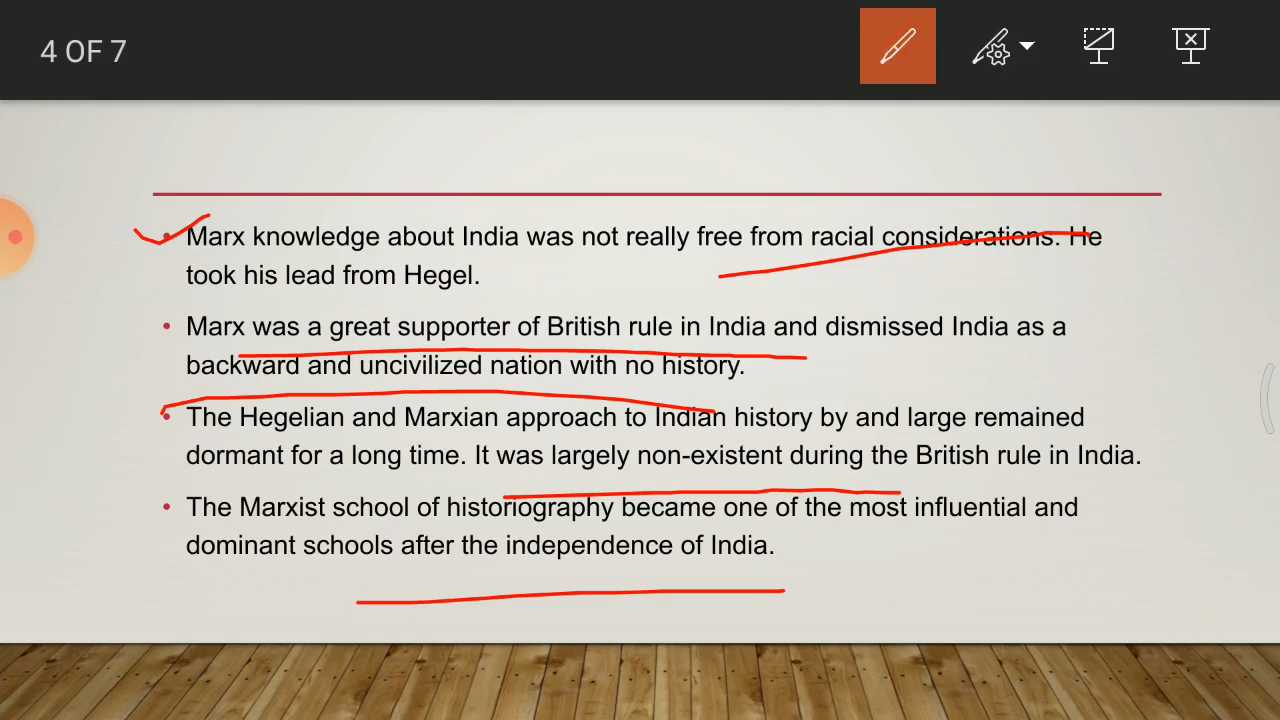 4 OF 7
• Marx knowledge about India was not really free from racial considerations. He
took his lead from Hegel.
• Marx was a great supporter of British rule in India and dismissed India as a
backward and uncivilized nation with no history.
• The Hegelian and Marxian approach to Indian history by and large remained
dormant for a long time. It was largely non-existent during the British rule in India.
• The Marxist school of historiography became one of the most influential and
dominant schools after the independence of India.